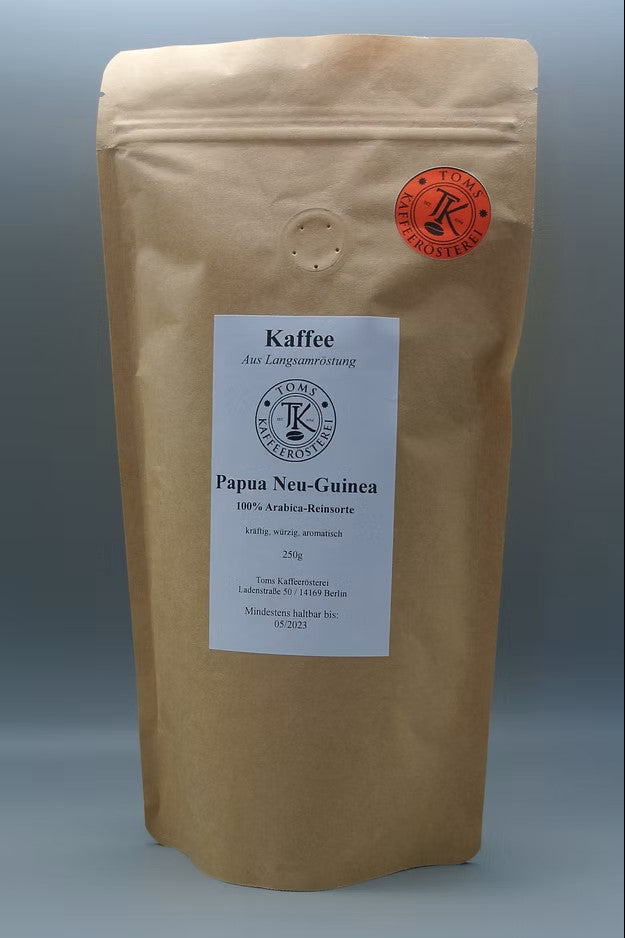 TOMS
TK
KAFFEERÖSTEREI
Kaffee
Aus Langsamröstung
TOMS
TK
KAFFEERÖSTEREI
Papua Neu-Guinea
100% Arabica-Reinsorte
kräftig, würzig, aromatisch
250g
Toms Kaffeerösterei
Ladenstraße 50 / 14169 Berlin
Mindestens haltbar bis:
05/2023